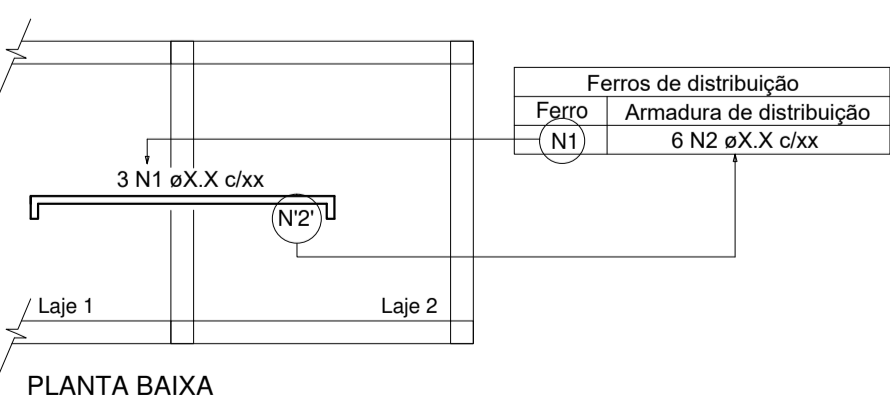 Ferros de distribuição
Ferro Armadura de distribuição
N1 6 N2 øX.X c/xx
3 N1 øX.X c/xx
N'2'
Laje 1 Laje 2
PLANTA BAIXA